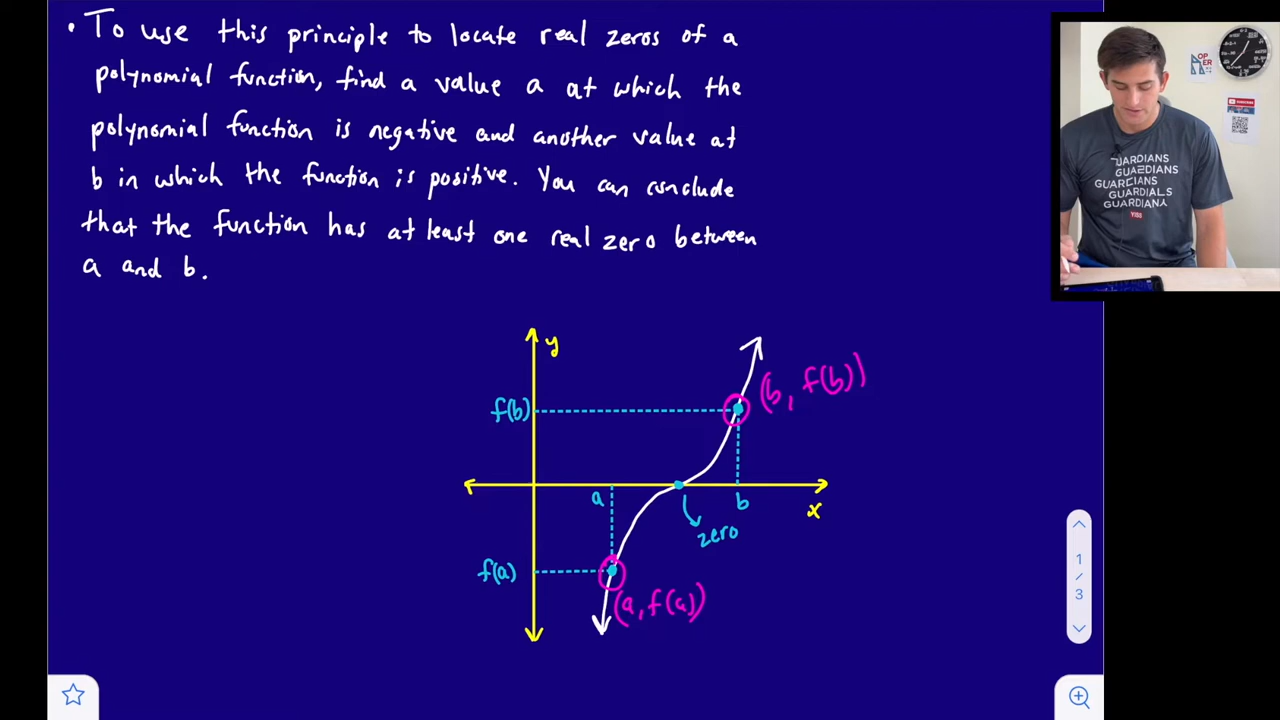 • To use this principle to locate real zeros of a
polynomial function, find a value a at which the
polynomial function is negative and another value at
b in which the function is positive. You can conclude
that the function has at least one real zero between
a and b.
y
(b, f(b))
f(b)
a
b
x
zero
f(a)
(a, f(a))
1
/
3
GUARDIANS
GUARDIANS
GUARDIANS
GUARDIALS
GUARDIANA